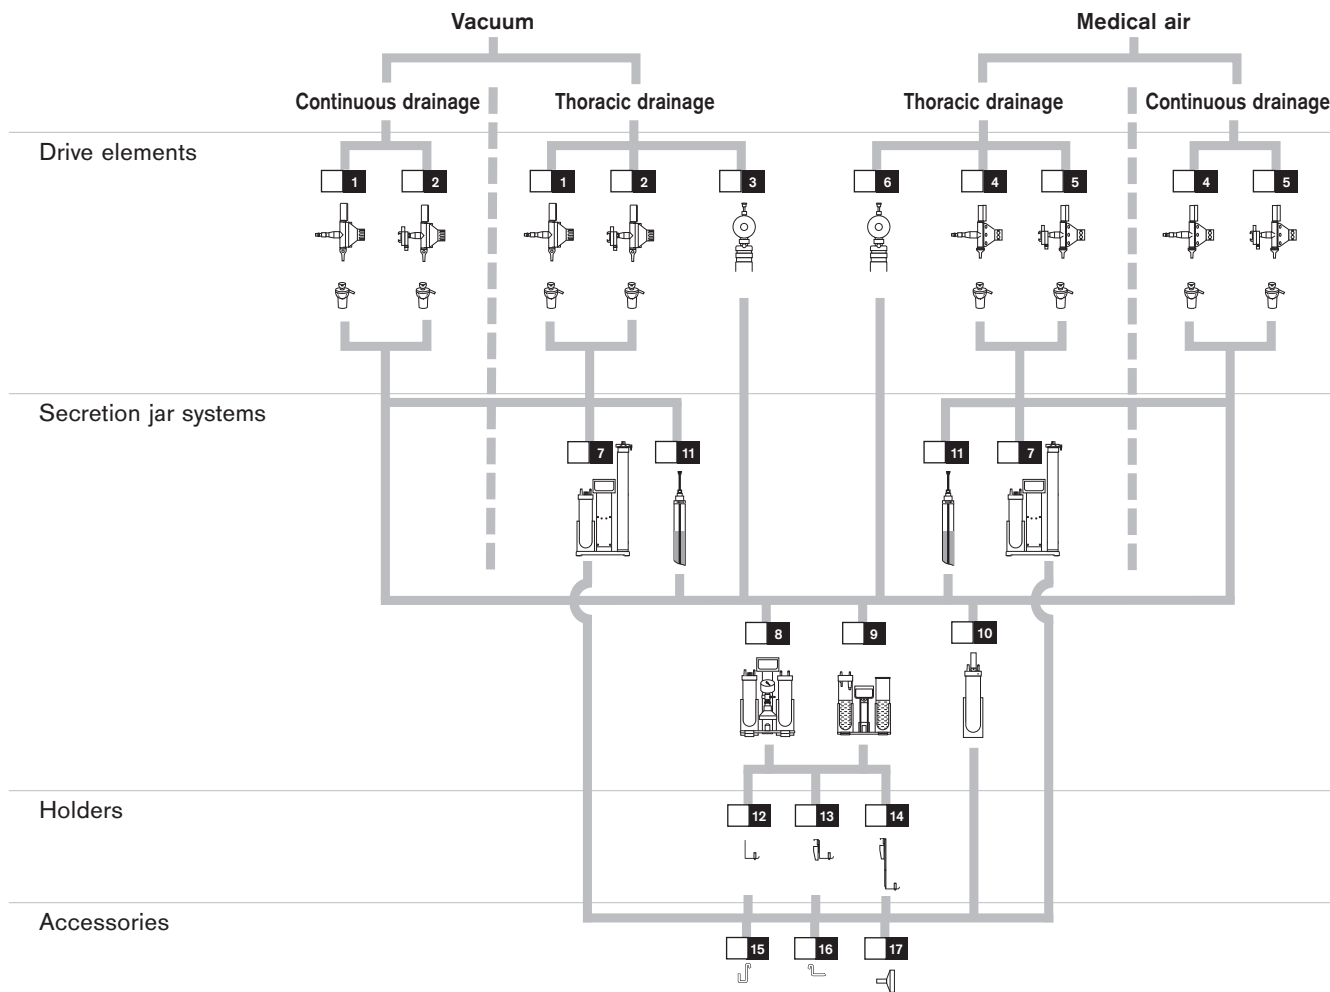 Vacuum Medical air
Continuous drainage Thoracic drainage Thoracic drainage Continuous drainage
Drive elements
1 2 1 2 3 6 4 5 4 5
Secretion jar systems
7 11 11 7
8 9 10
Holders
12 13 14
Accessories
15 16 17